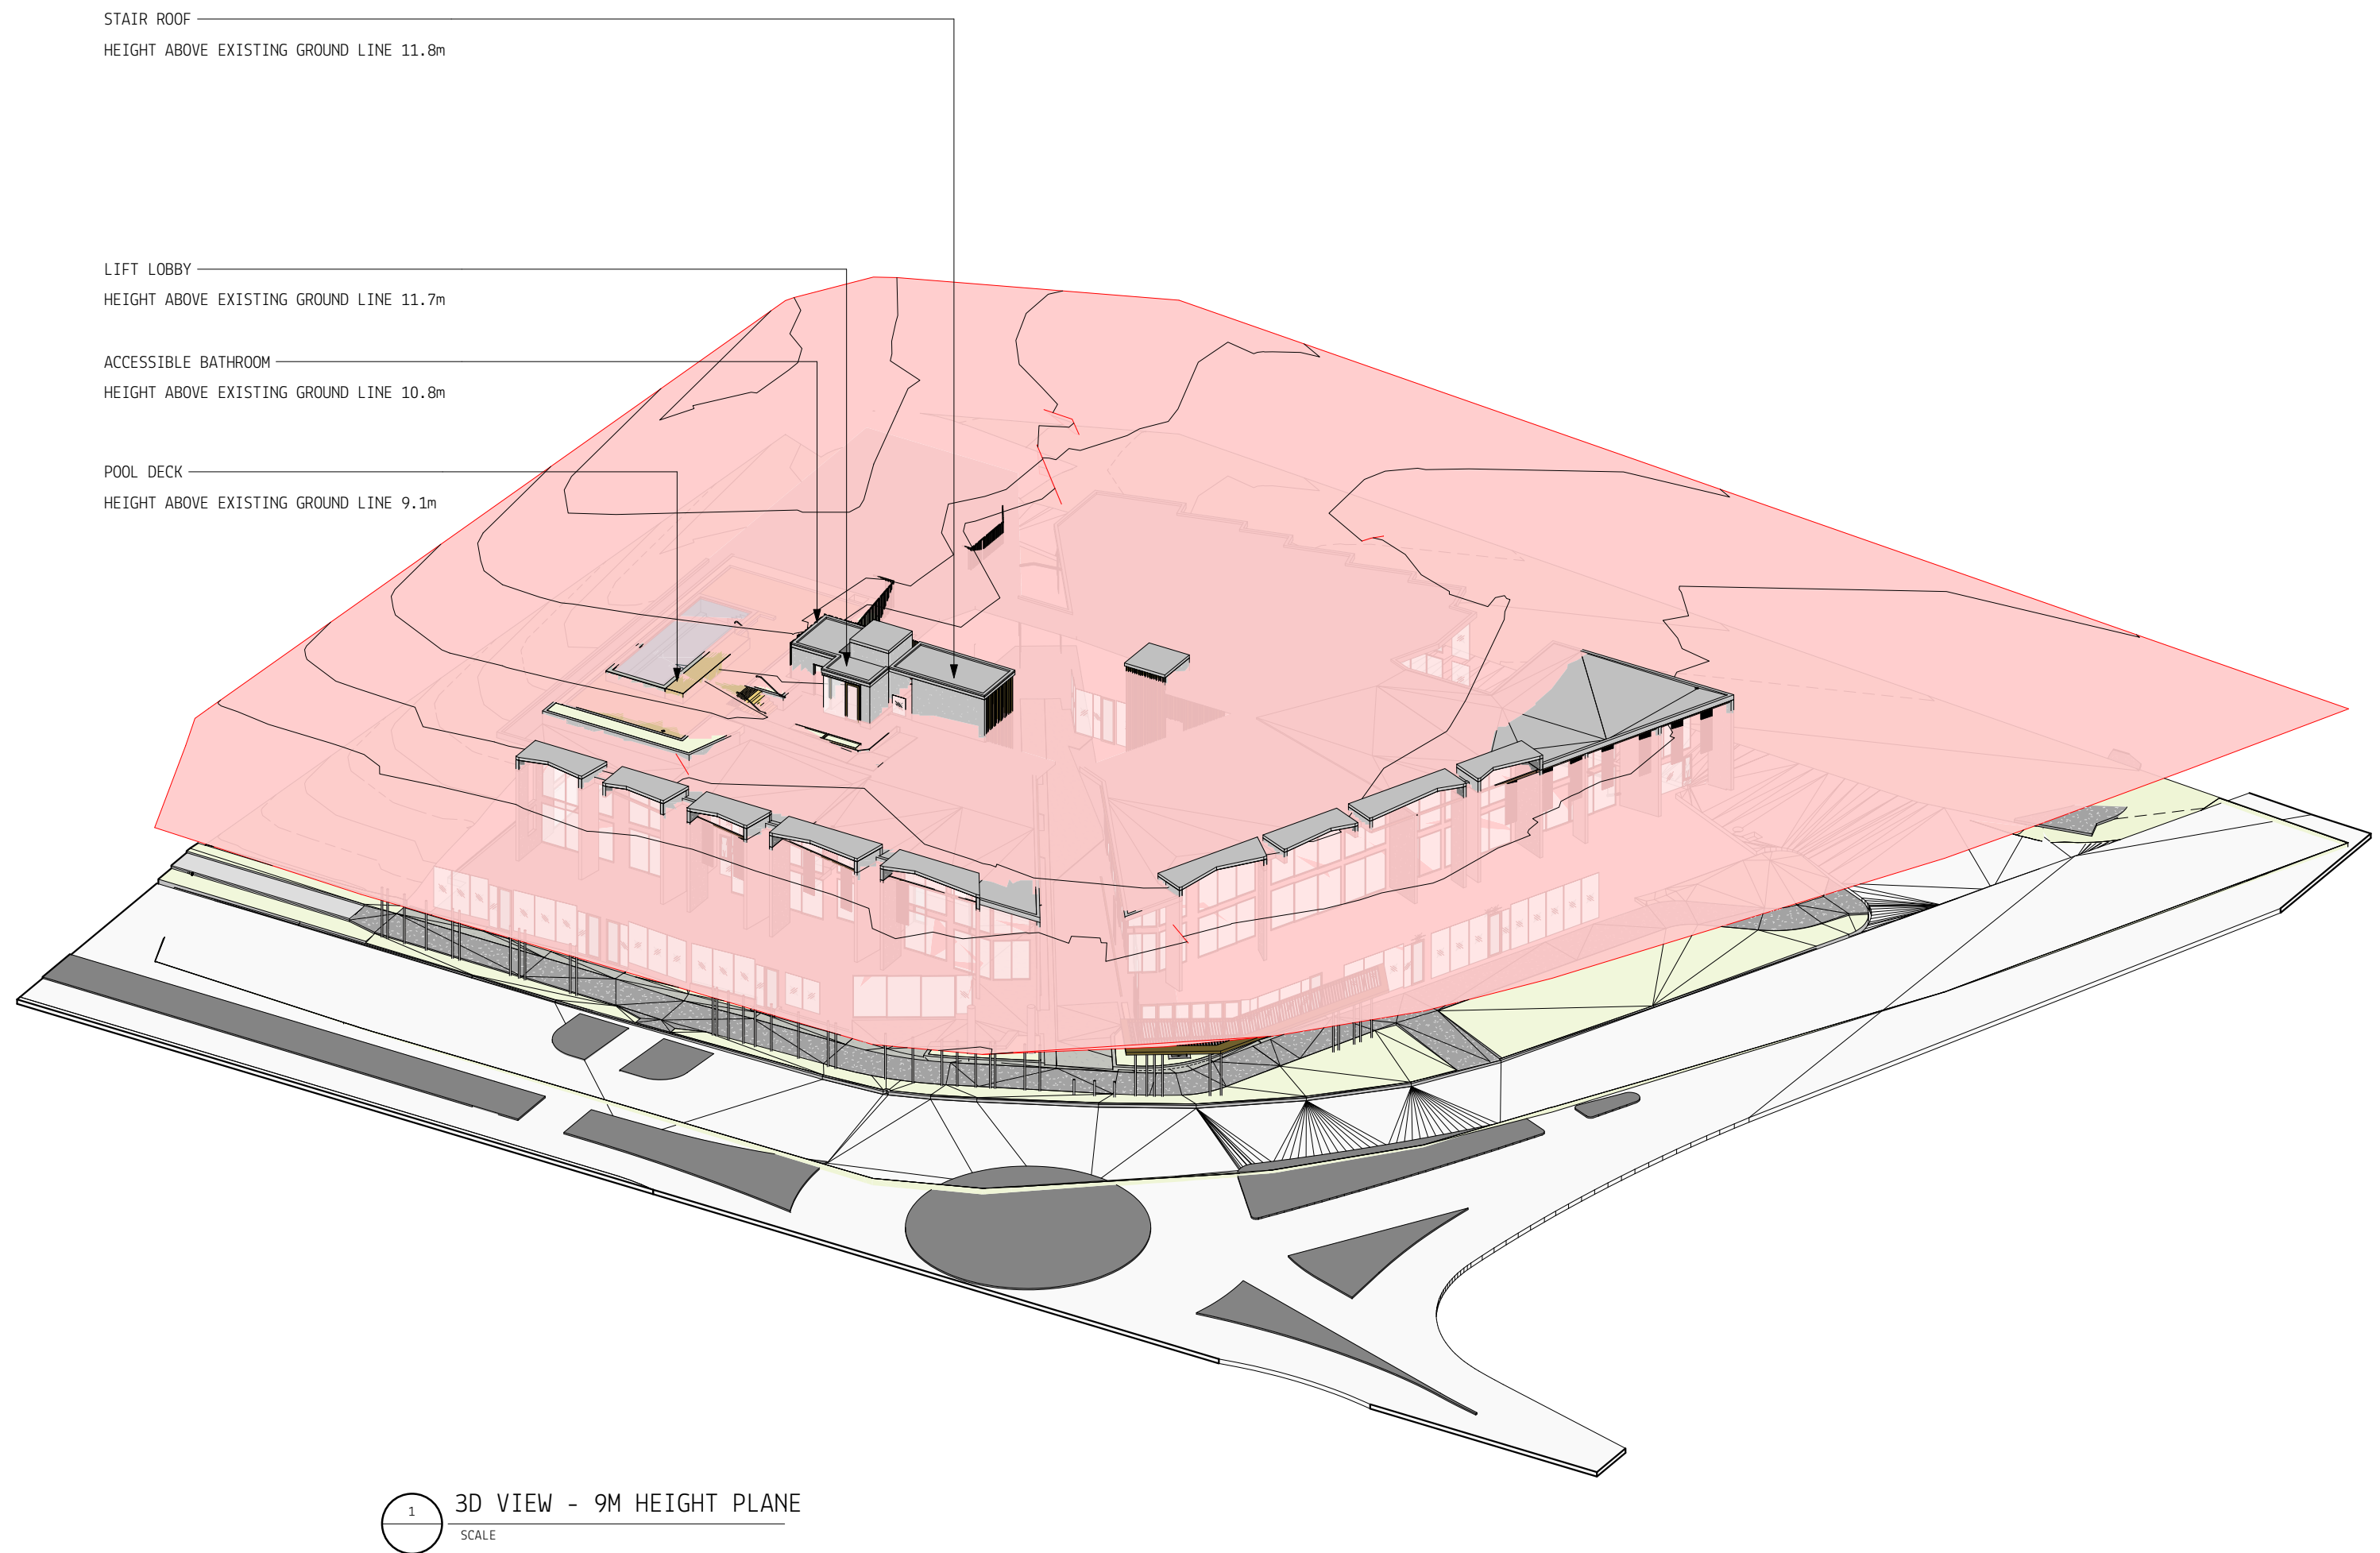 STAIR ROOF
HEIGHT ABOVE EXISTING GROUND LINE 11.8m
LIFT LOBBY
HEIGHT ABOVE EXISTING GROUND LINE 11.7m
ACCESSIBLE BATHROOM
HEIGHT ABOVE EXISTING GROUND LINE 10.8m
POOL DECK
HEIGHT ABOVE EXISTING GROUND LINE 9.1m
1
3D VIEW - 9M HEIGHT PLANE
SCALE